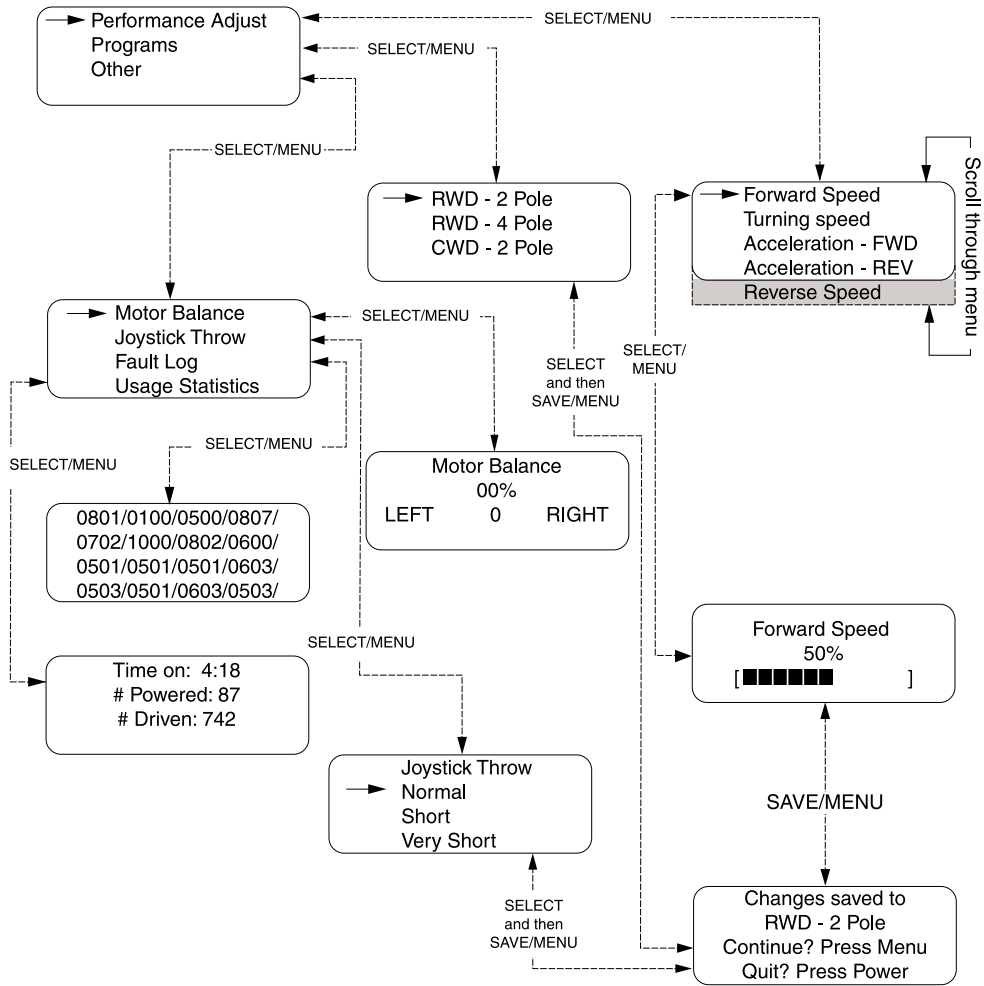 Performance Adjust
Programs
Other
SELECT/MENU
SELECT/MENU
SELECT/MENU
RWD - 2 Pole
RWD - 4 Pole
CWD - 2 Pole
Forward Speed
Turning speed
Acceleration - FWD
Acceleration - REV
Reverse Speed
Scroll through menu
Motor Balance
Joystick Throw
Fault Log
Usage Statistics
SELECT/MENU
SELECT
and then
SAVE/MENU
SELECT/
MENU
SELECT/MENU
SELECT/MENU
Motor Balance
00%
LEFT 0 RIGHT
0801/0100/0500/0807/
0702/1000/0802/0600/
0501/0501/0501/0603/
0503/0501/0603/0503/
SELECT/MENU
Time on: 4:18
# Powered: 87
# Driven: 742
Forward Speed
50%
[ ]
SAVE/MENU
Joystick Throw
Normal
Short
Very Short
SELECT
and then
SAVE/MENU
Changes saved to
RWD - 2 Pole
Continue? Press Menu
Quit? Press Power